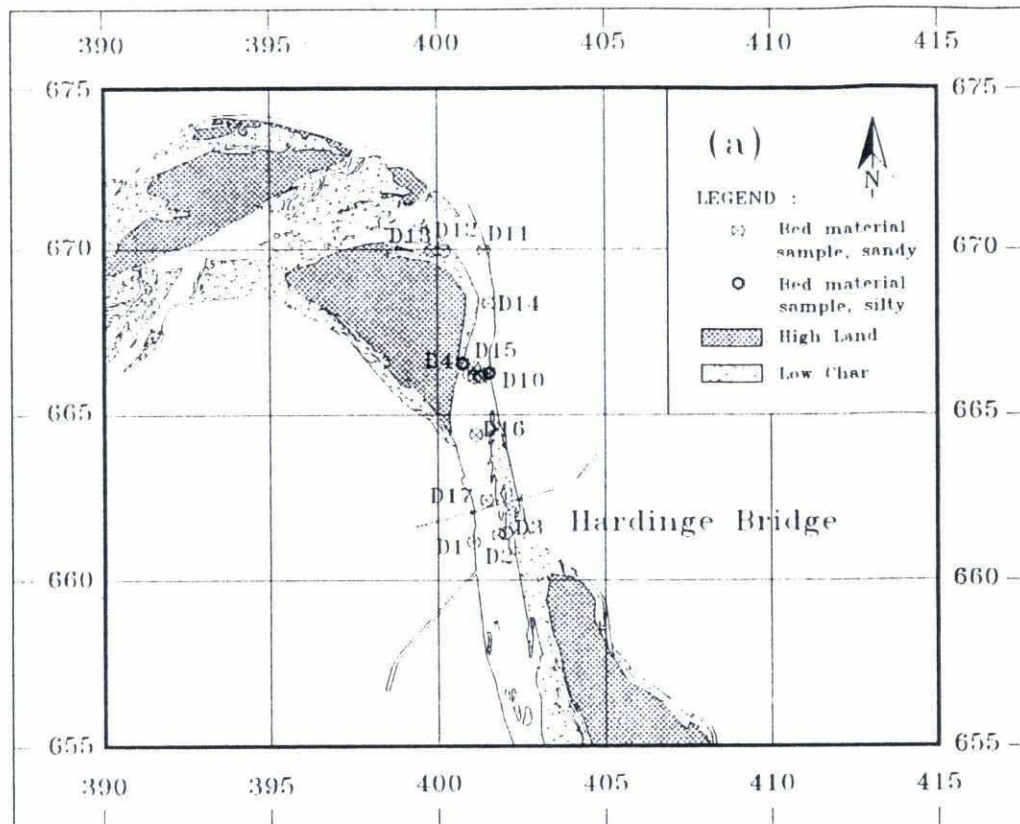 390 395 400 405 410 415
675 675
(a)
N
LEGEND :
Bed material
sample, sandy
Bed material
sample, silty
High Land
Low Char
670 D13 D12 D11 670
D14
D15
D4
D10
665 665
D16
D17
Hardinge Bridge
D3
D1
D2
660 660
655 655
390 395 400 405 410 415